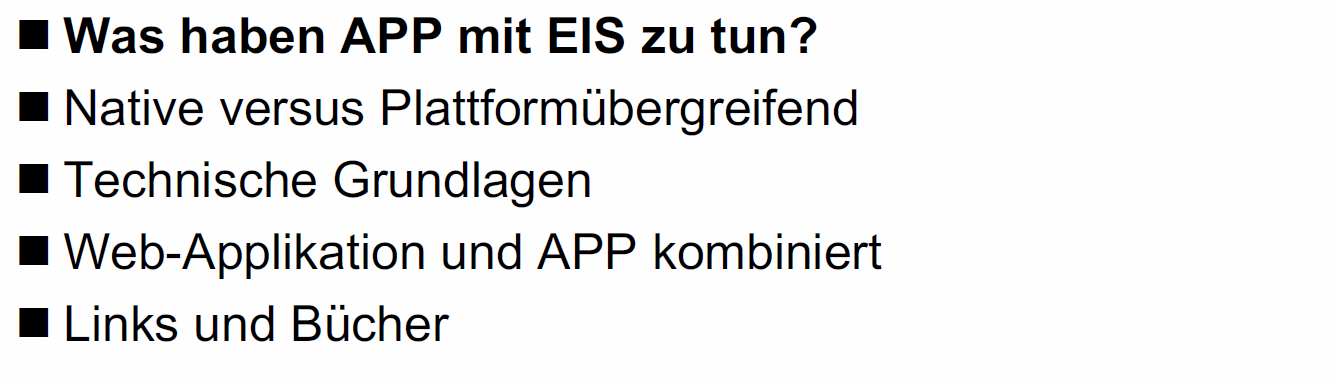 ■ Was haben APP mit EIS zu tun?
■ Native versus Plattformübergreifend
■ Technische Grundlagen
■ Web-Applikation und APP kombiniert
■ Links und Bücher